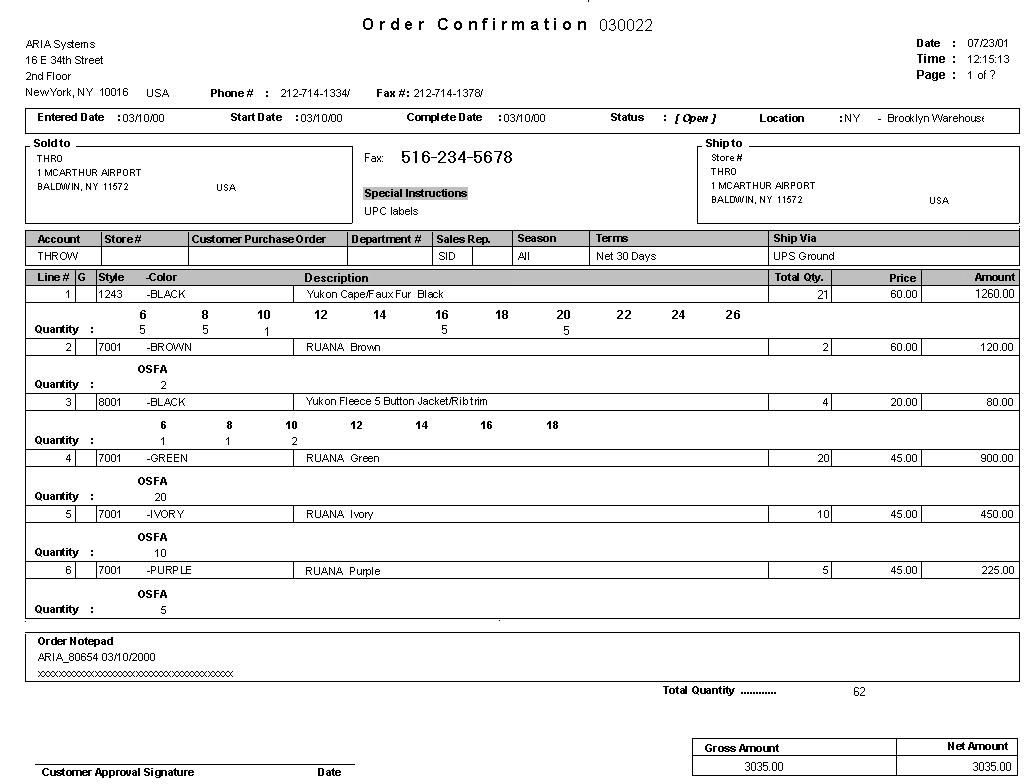 Order Confirmation 030022
ARIA Systems
16 E 34th Street
2nd Floor
NewYork, NY 10016 USA Phone # : 212-714-1334/ Fax #: 212-714-1378/
Date : 07/23/01
Time : 12:15:13
Page : 1 of ?
Entered Date : 03/10/00 Start Date : 03/10/00 Complete Date : 03/10/00 Status : [ Open ] Location : NY - Brooklyn Warehouse
Sold to
THRO
1 MCARTHUR AIRPORT
BALDWIN, NY 11572 USA
Fax: 516-234-5678
Special Instructions
UPC labels
Ship to
Store #
THRO
1 MCARTHUR AIRPORT
BALDWIN, NY 11572 USA
Account Store # Customer Purchase Order Department # Sales Rep. Season Terms Ship Via
THROW SID All Net 30 Days UPS Ground
Line # G Style -Color Description Total Qty. Price Amount
1 1243 -BLACK Yukon Cape/Faux Fur Black 21 60.00 1260.00
6 8 10 12 14 16 18 20 22 24 26
Quantity : 5 5 1 5 5
2 7001 -BROWN RUANA Brown 2 60.00 120.00
OSFA
Quantity : 2
3 8001 -BLACK Yukon Fleece 5 Button Jacket/Rib trim 4 20.00 80.00
6 8 10 12 14 16 18
Quantity : 1 1 2
4 7001 -GREEN RUANA Green 20 45.00 900.00
OSFA
Quantity : 20
5 7001 -IVORY RUANA Ivory 10 45.00 450.00
OSFA
Quantity : 10
6 7001 -PURPLE RUANA Purple 5 45.00 225.00
OSFA
Quantity : 5
Order Notepad
ARIA_80654 03/10/2000
xxxxxxxxxxxxxxxxxxxxxxxxxxxxxxxxxxx
Total Quantity ............ 62
Gross Amount Net Amount
3035.00 3035.00
Customer Approval Signature Date